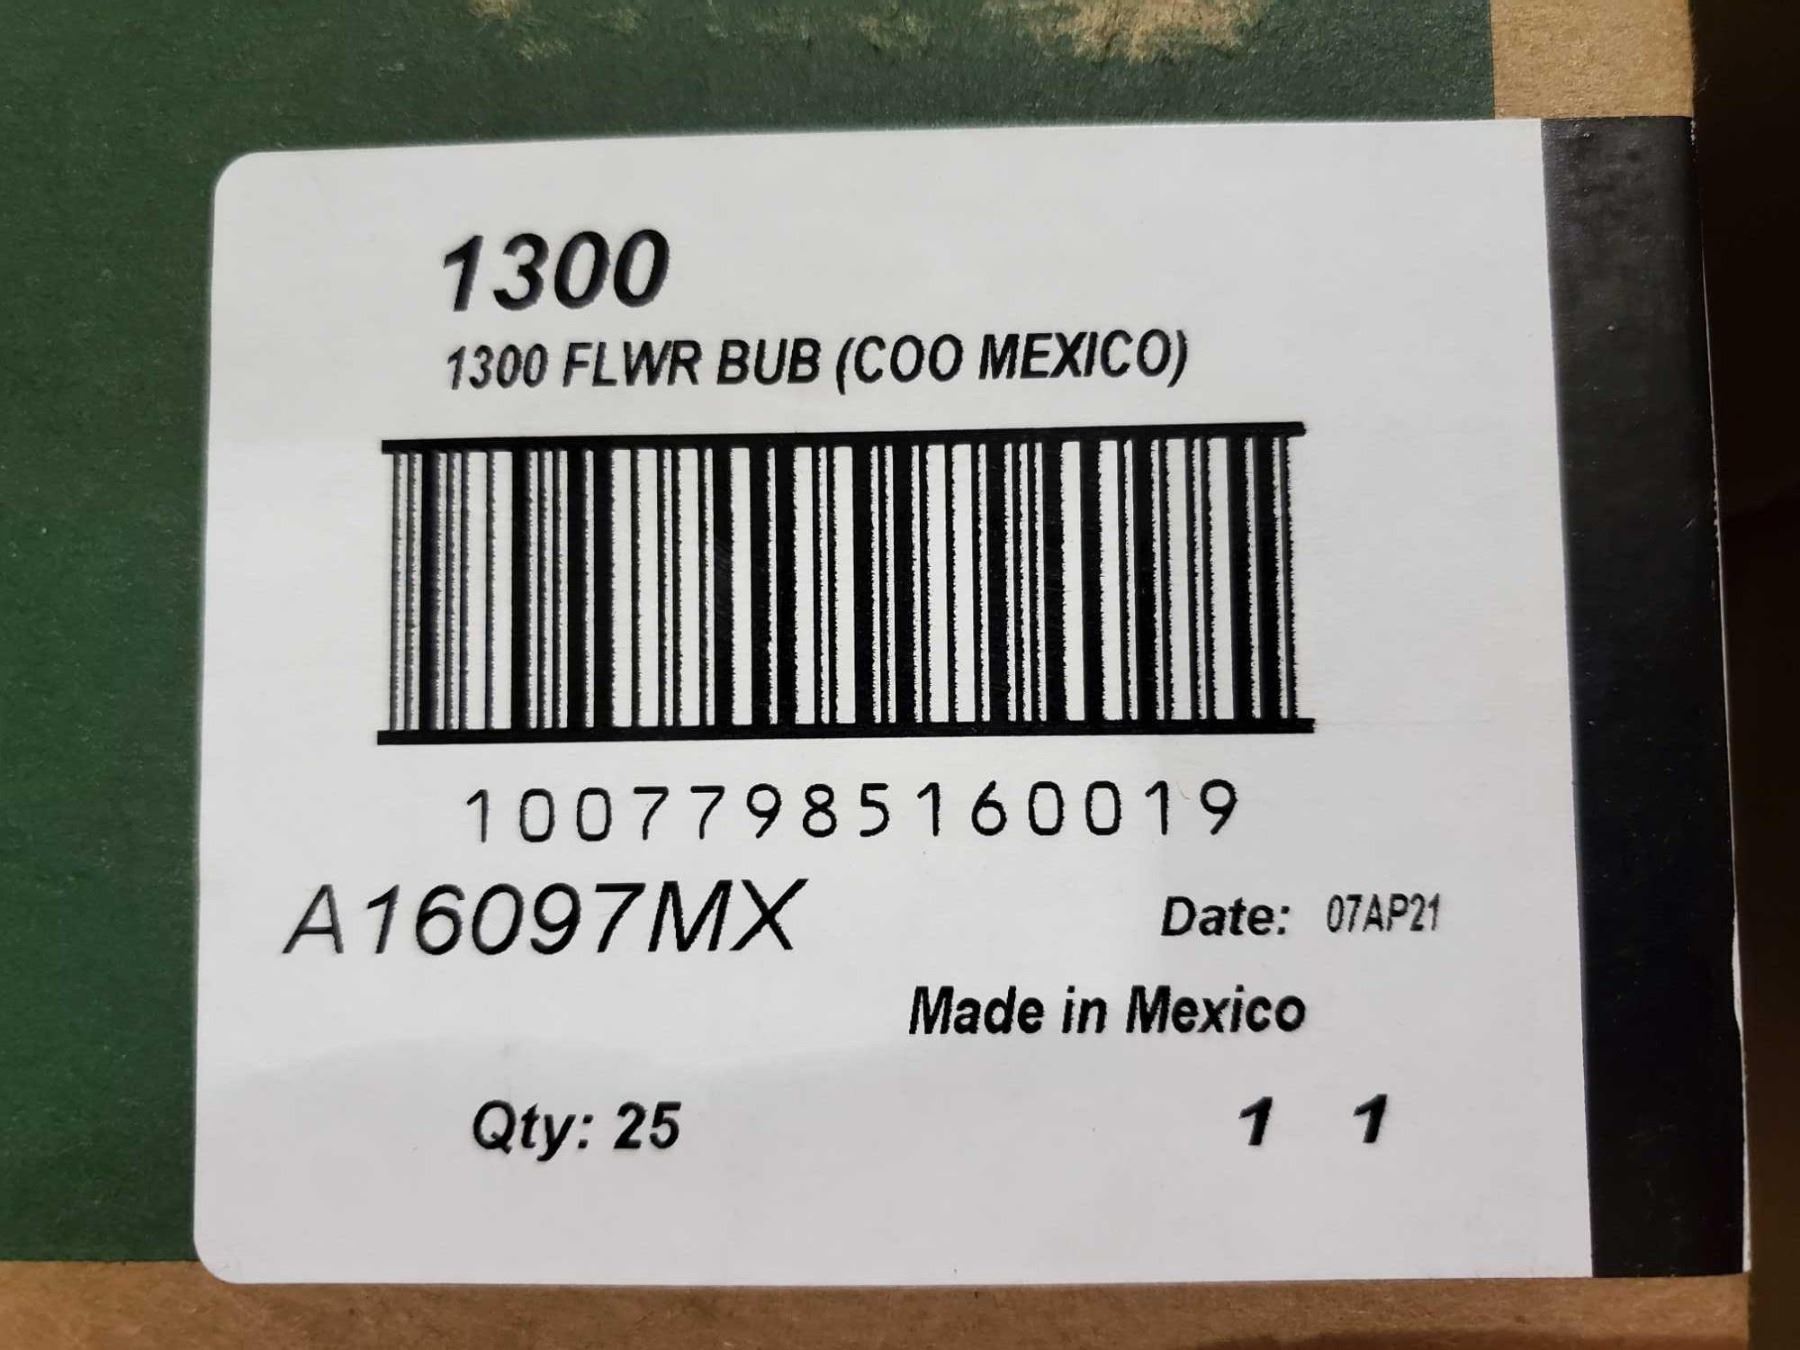 1300
1300 FLWR BUB (COO MEXICO)
10077985160019
A16097MX
Date: 07AP21
Made in Mexico
Qty: 25
1 1